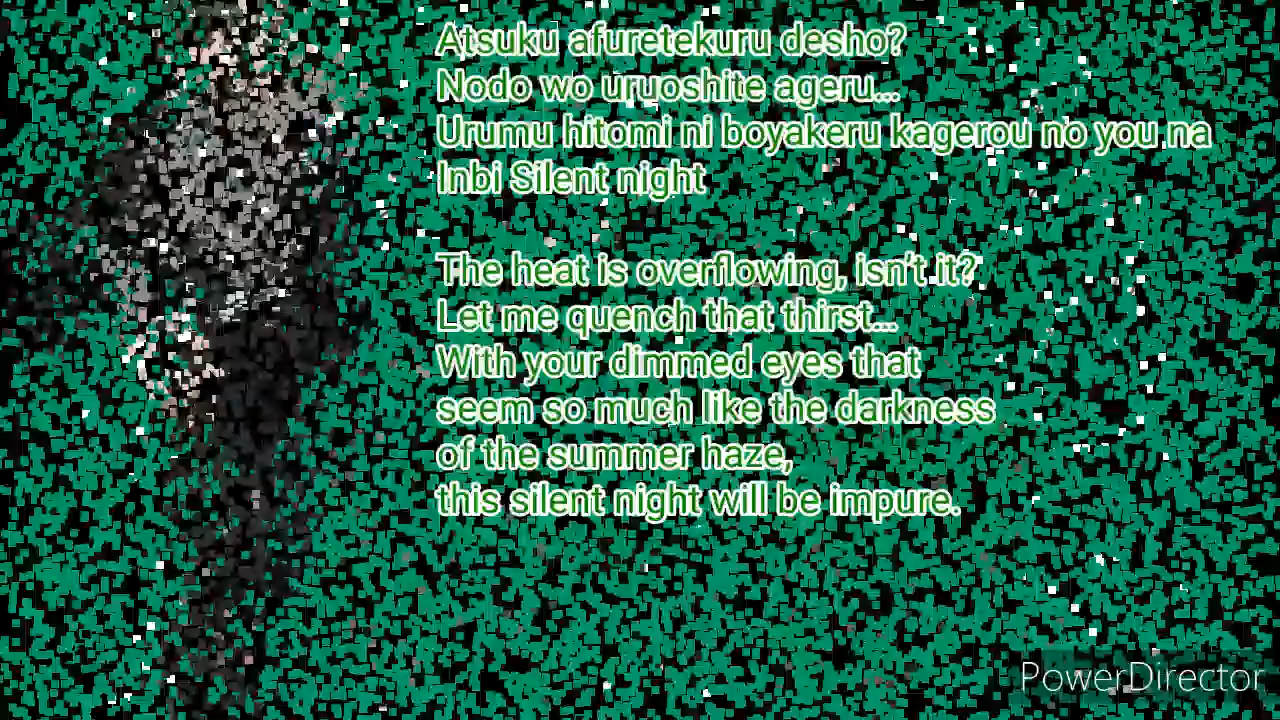 Atsuku afuretekuru desho?
Nodo wo uruoshite ageru...
Urumu hitomi ni boyakeru kagerou no you na
Inbi Silent night
The heat is overflowing, isn't it?
Let me quench that thirst...
With your dimmed eyes that
seem so much like the darkness
of the summer haze,
this silent night will be impure.
PowerDirector